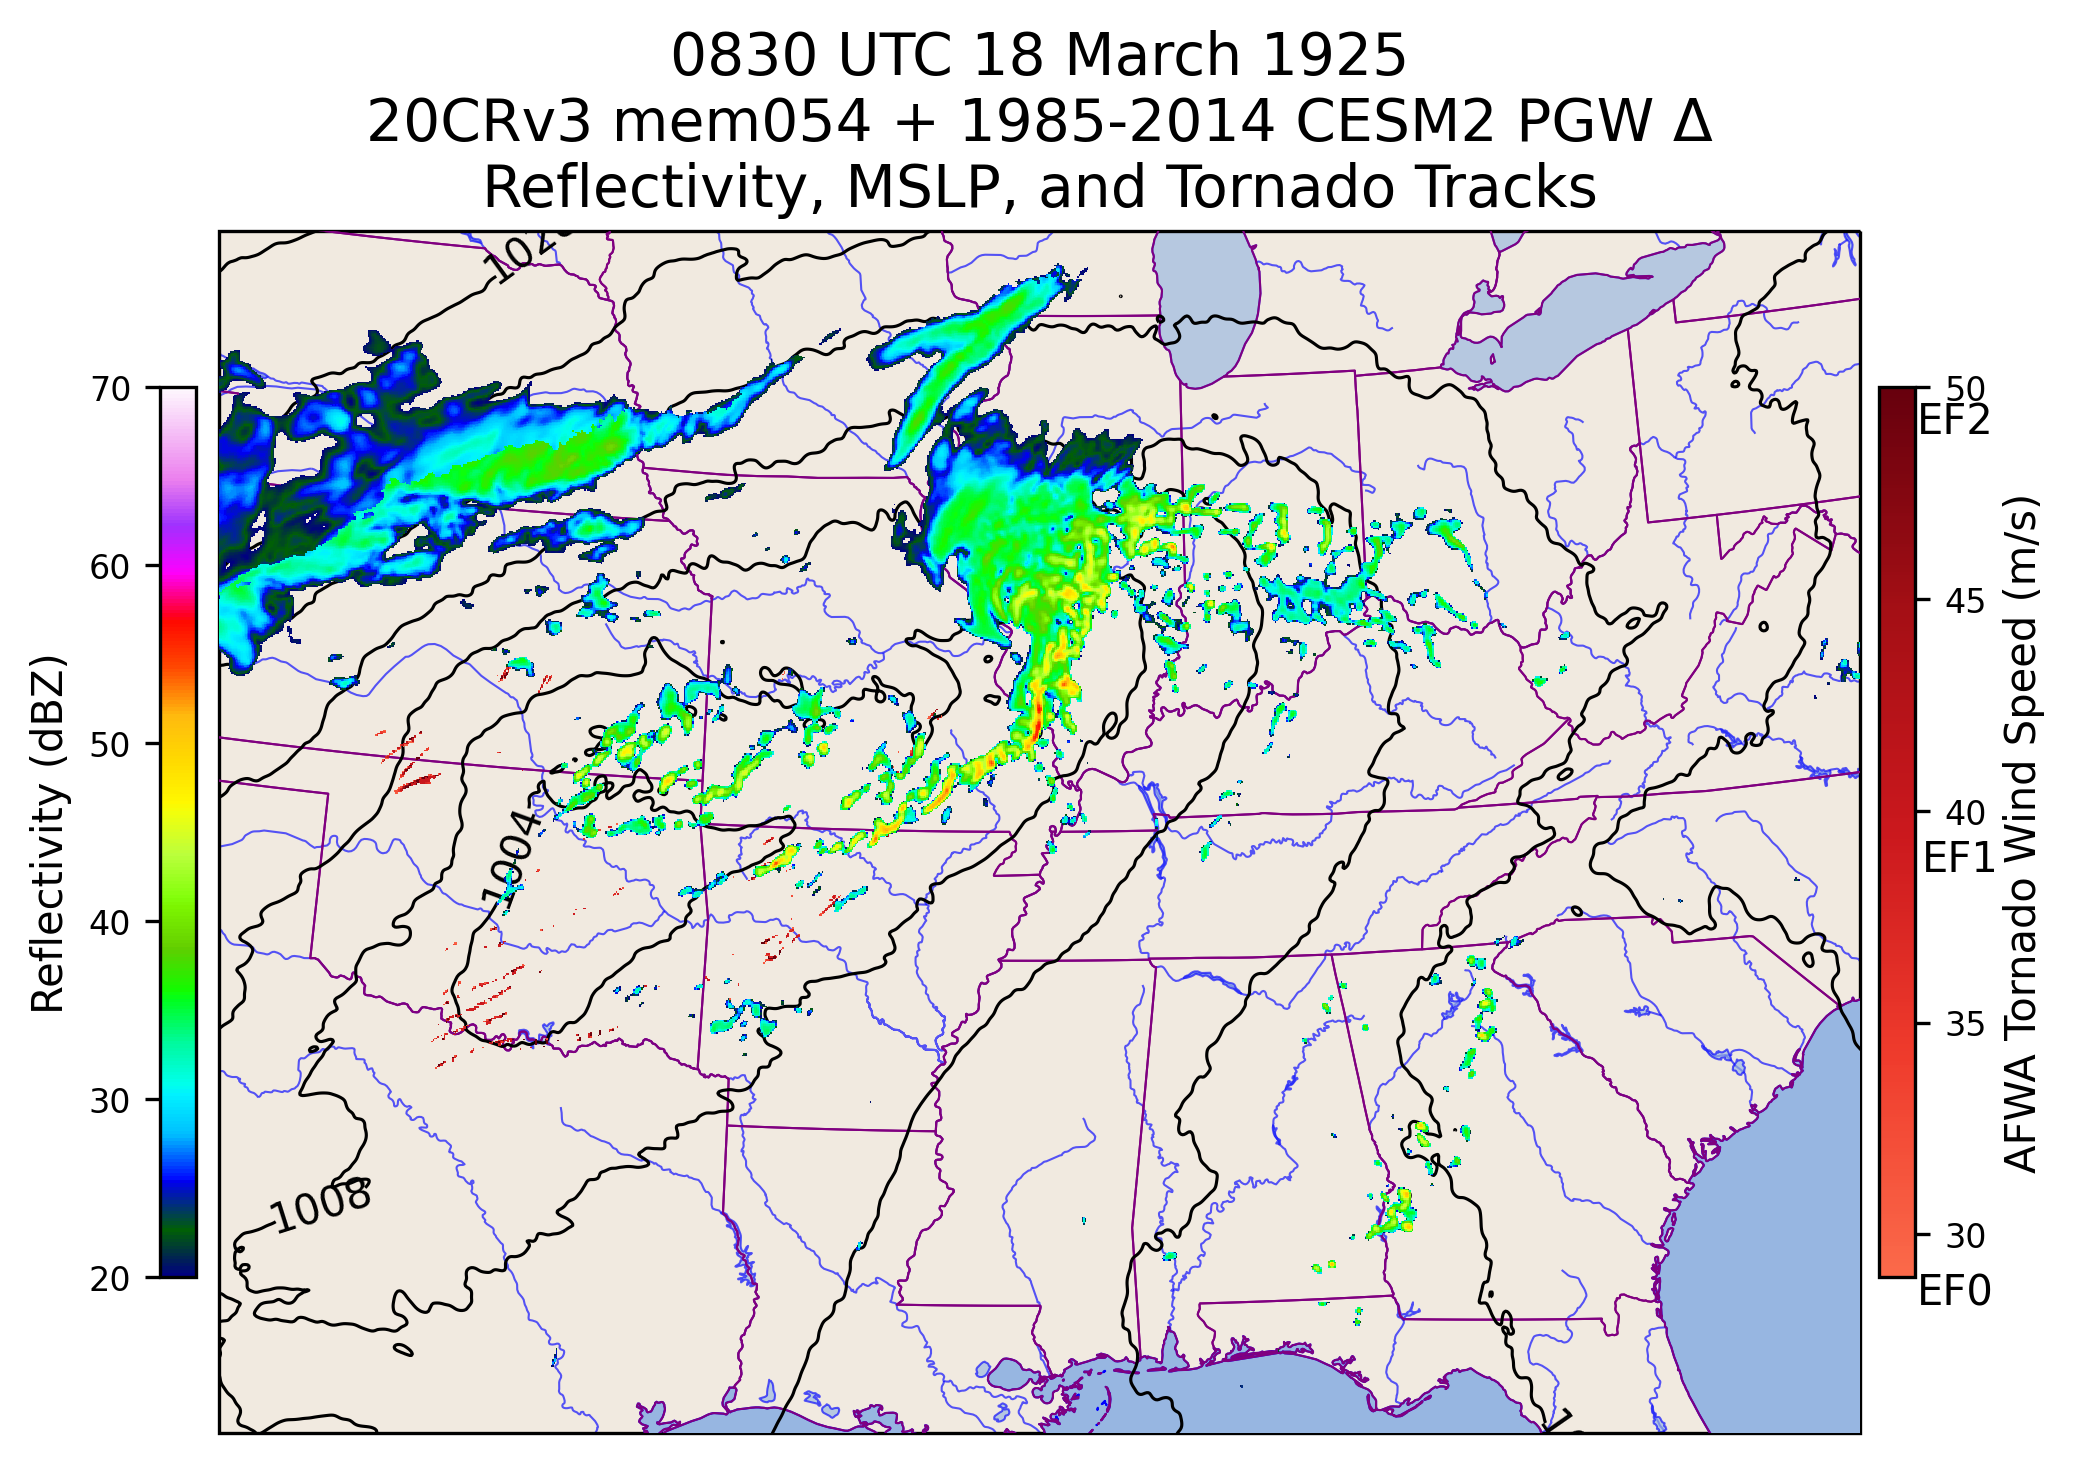 0830 UTC 18 March 1925
20CRv3 mem054 + 1985-2014 CESM2 PGW Δ
Reflectivity, MSLP, and Tornado Tracks
70
60
50
40
30
20
Reflectivity (dBZ)
1004
1008
50
EF2
45
40
EF1
35
30
EF0
AFWA Tornado Wind Speed (m/s)